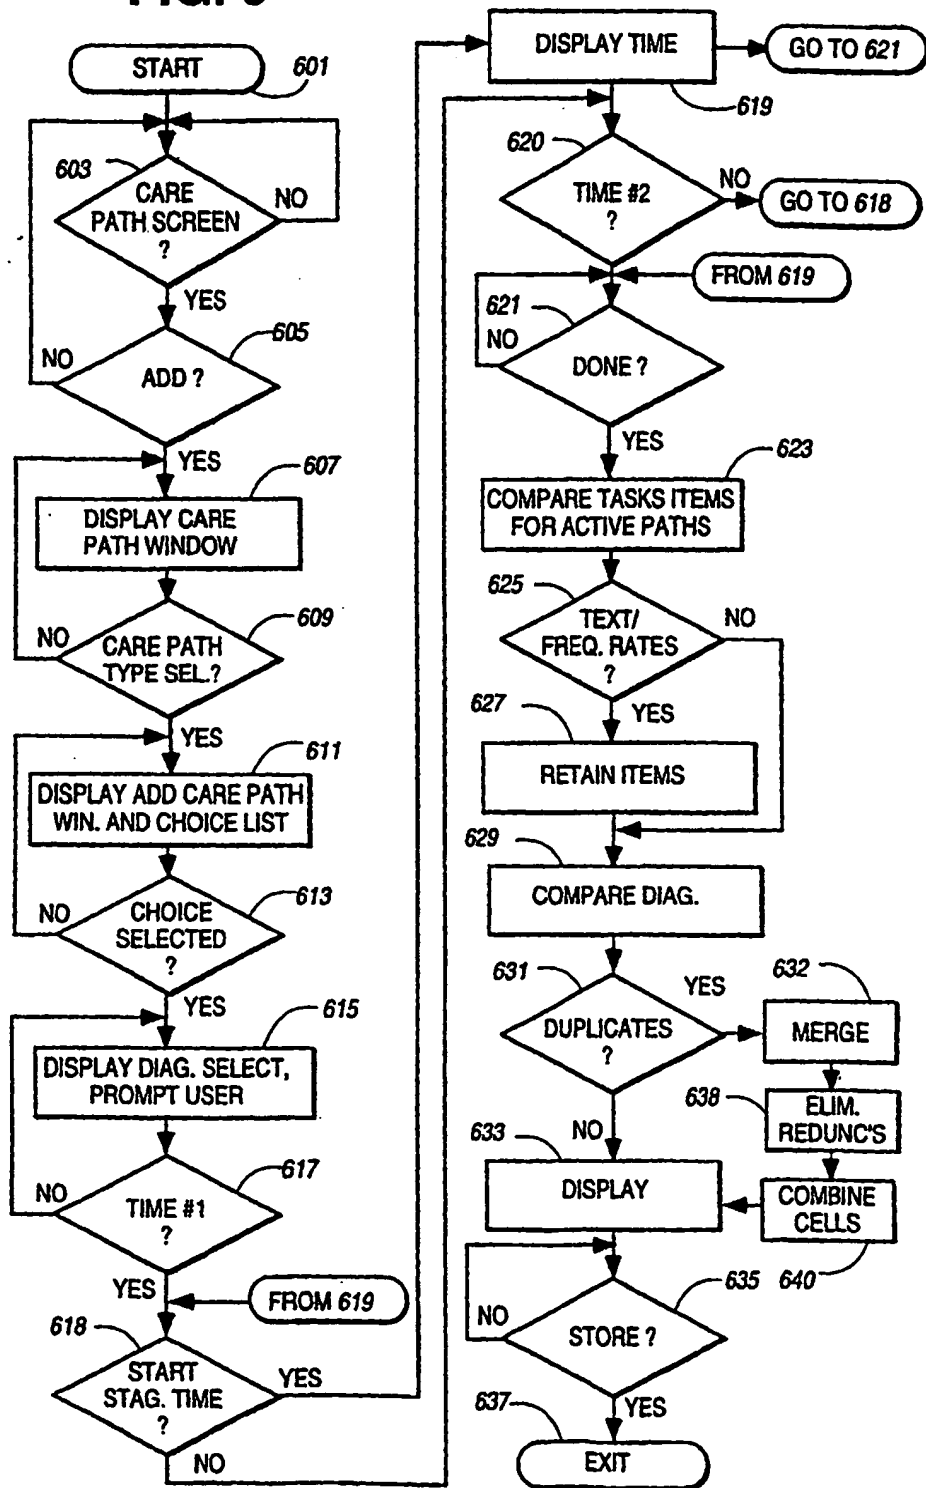 START
601
603
CARE
PATH SCREEN
?
NO
YES
605
NO
ADD ?
YES
607
DISPLAY CARE
PATH WINDOW
609
NO
CARE PATH
TYPE SEL.?
YES
611
DISPLAY ADD CARE PATH
WIN. AND CHOICE LIST
613
NO
CHOICE
SELECTED
?
YES
615
DISPLAY DIAG. SELECT,
PROMPT USER
617
NO
TIME #1
?
YES
FROM 619
618
START
STAG. TIME
?
YES
NO
DISPLAY TIME
GO TO 621
619
620
TIME #2
?
NO
GO TO 618
FROM 619
621
NO
DONE ?
YES
623
COMPARE TASKS ITEMS
FOR ACTIVE PATHS
625
TEXT/
FREQ. RATES
?
NO
YES
627
RETAIN ITEMS
629
COMPARE DIAG.
631
DUPLICATES
?
YES
632
MERGE
638
ELIM.
REDUNC'S
NO
633
DISPLAY
COMBINE
CELLS
640
635
NO
STORE ?
YES
637
EXIT